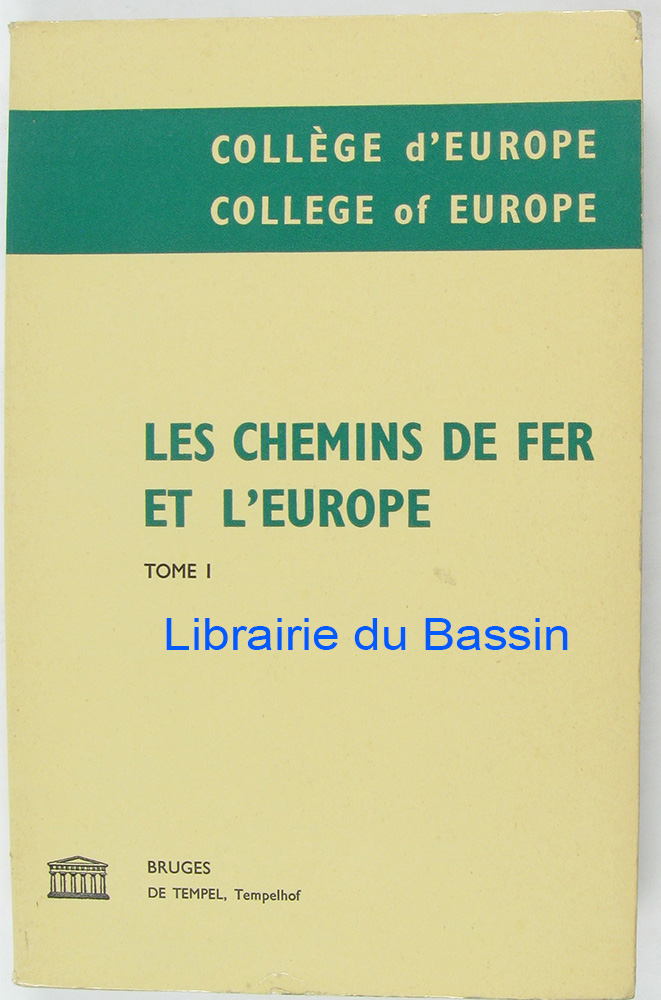 COLLÈGE d'EUROPE
COLLEGE of EUROPE
LES CHEMINS DE FER
ET L'EUROPE
TOME I
Librairie du Bassin
BRUGES
DE TEMPEL, Tempelhof